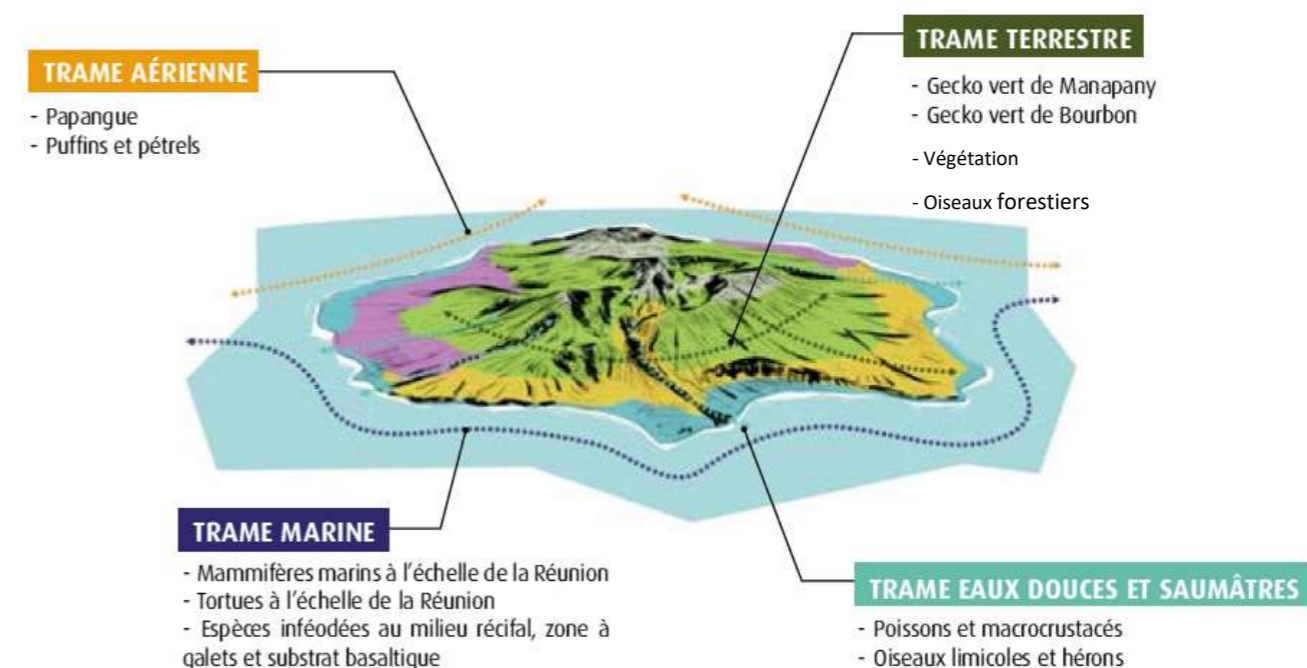 TRAME AÉRIENNE
- Papangue
- Puffins et pétrels
TRAME TERRESTRE
- Gecko vert de Manapany
- Gecko vert de Bourbon
- Végétation
- Oiseaux forestiers
TRAME MARINE
- Mammifères marins à l'échelle de la Réunion
- Tortues à l'échelle de la Réunion
- Espèces inféodées au milieu récifal, zone à
galets et substrat basaltique
TRAME EAUX DOUCES ET SAUMÂTRES
- Poissons et macrocrustacés
- Oiseaux limicoles et hérons